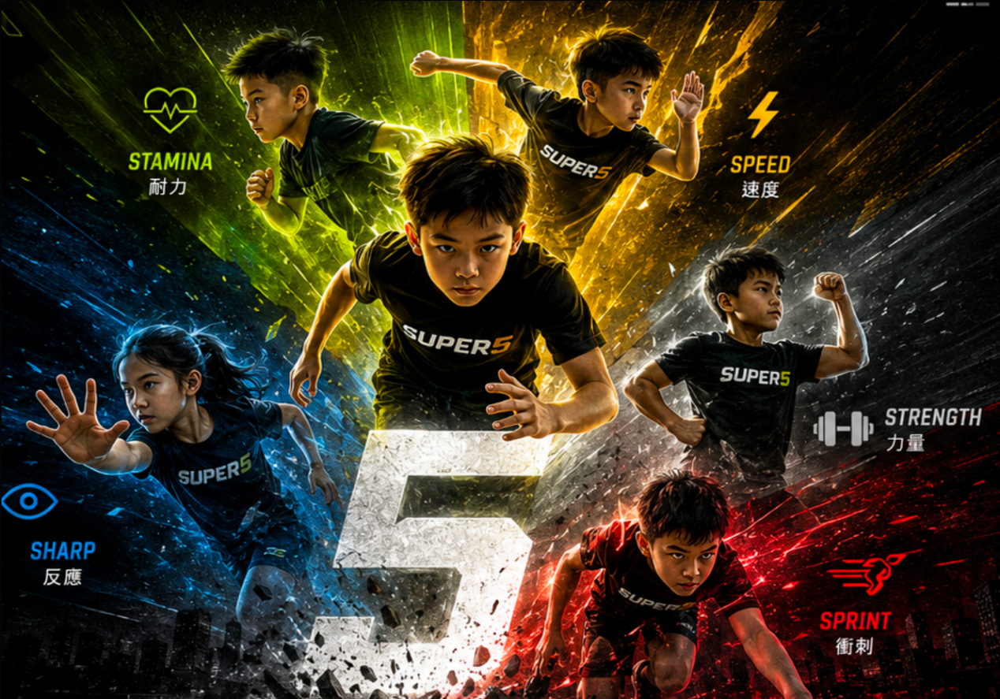 STAMINA
耐力
SPEED
速度
SUPER5
SUPER5
SUPER5
STRENGTH
力量
SUPER5
SHARP
反應
5
SUPER5
SPRINT
衝刺